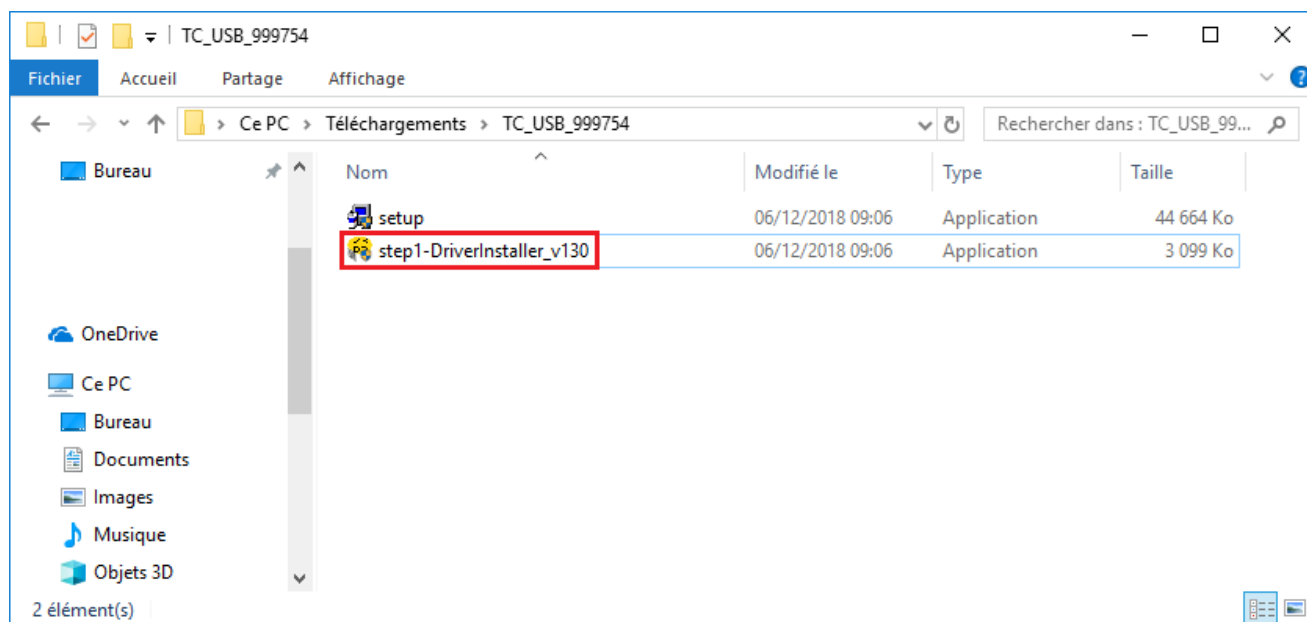 TC_USB_999754
Fichier Accueil Partage Affichage
Ce PC > Téléchargements > TC_USB_999754
Rechercher dans : TC_USB_99...
Bureau
Nom Modifié le Type Taille
setup 06/12/2018 09:06 Application 44 664 Ko
step1-DriverInstaller_v130 06/12/2018 09:06 Application 3 099 Ko
OneDrive
Ce PC
Bureau
Documents
Images
Musique
Objets 3D
2 élément(s)